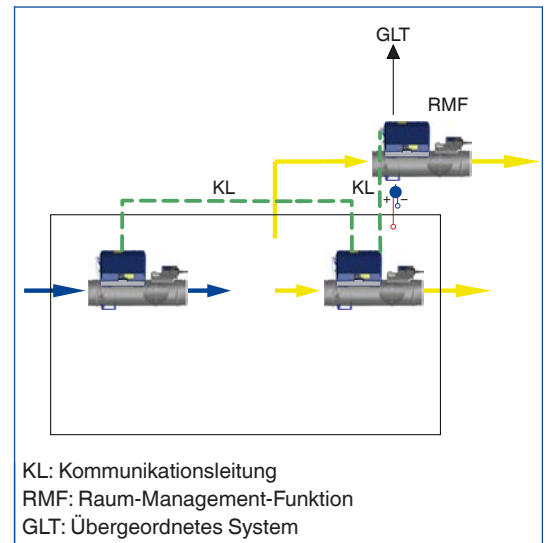 GLT
RMF
KL
KL
+ –
KL: Kommunikationsleitung
RMF: Raum-Management-Funktion
GLT: Übergeordnetes System